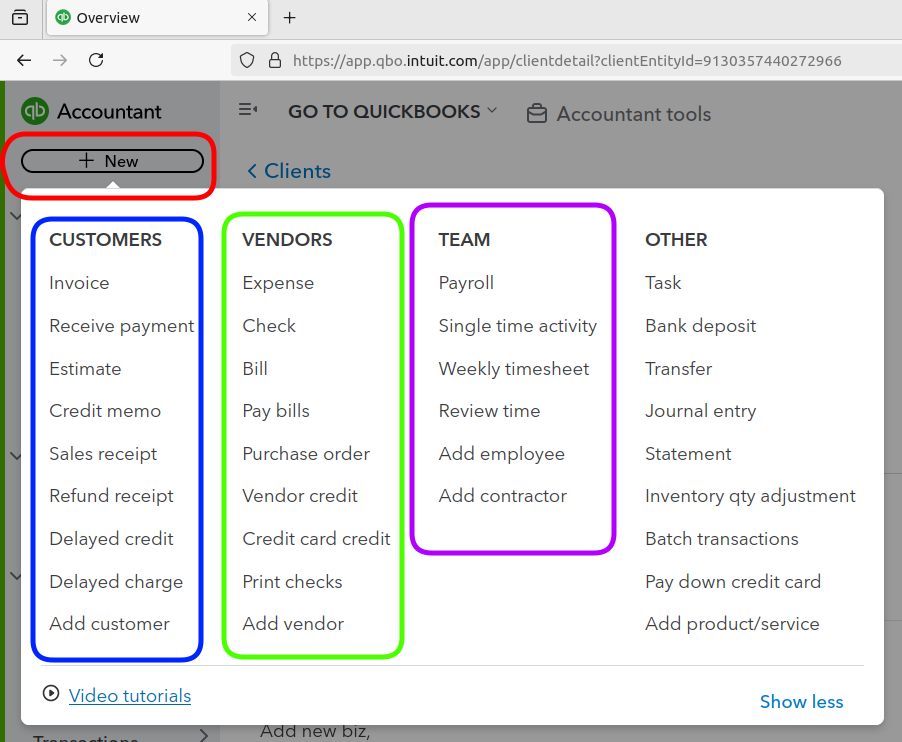 Overview
https://app.qbo.intuit.com/app/clientdetail?clientEntityId=9130357440272966
qb Accountant
GO TO QUICKBOOKS
Accountant tools
New
Clients
CUSTOMERS
Invoice
Receive payment
Estimate
Credit memo
Sales receipt
Refund receipt
Delayed credit
Delayed charge
Add customer
VENDORS
Expense
Check
Bill
Pay bills
Purchase order
Vendor credit
Credit card credit
Print checks
Add vendor
TEAM
Payroll
Single time activity
Weekly timesheet
Review time
Add employee
Add contractor
OTHER
Task
Bank deposit
Transfer
Journal entry
Statement
Inventory qty adjustment
Batch transactions
Pay down credit card
Add product/service
Video tutorials
Show less
Transactions
Add new biz,